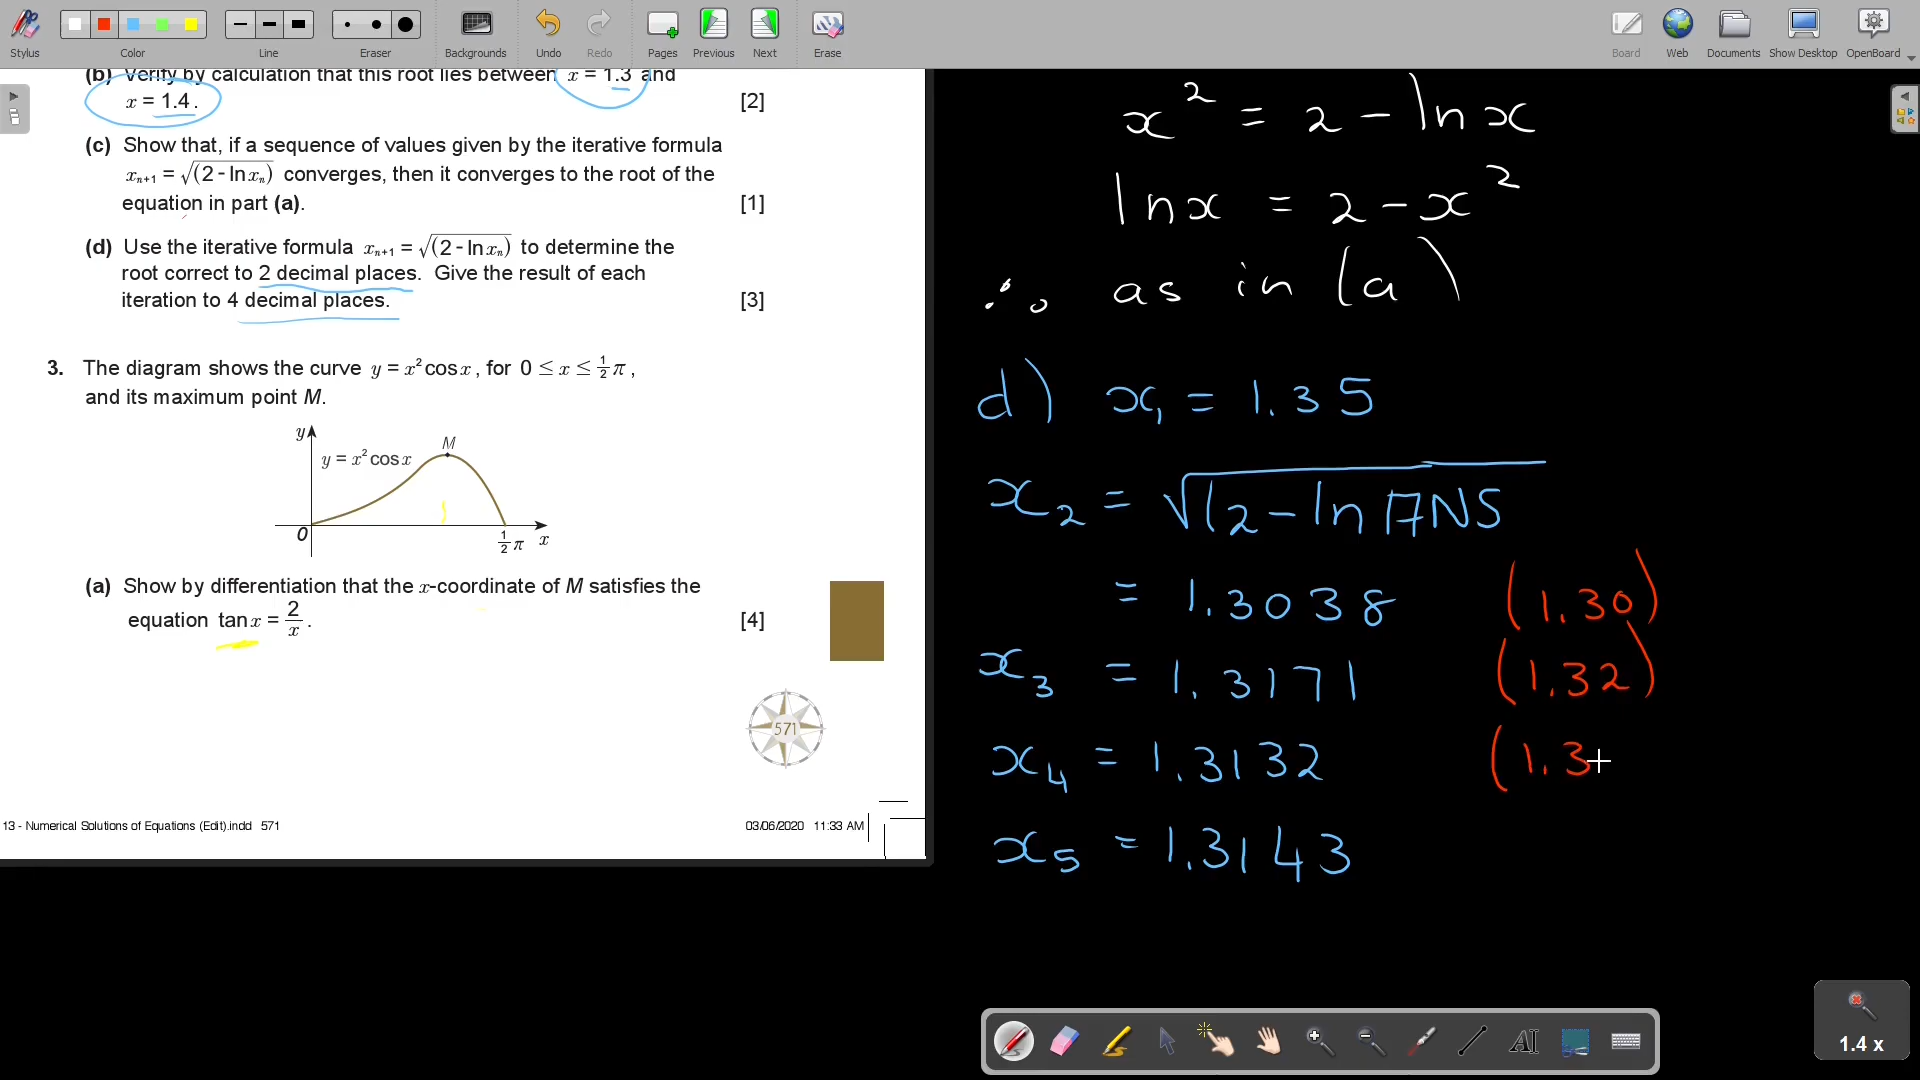 Stylus Color Line Eraser Backgrounds Undo Redo Pages Previous Next Erase Board Web Documents Show Desktop OpenBoard
(b) Verify by calculation that this root lies between x = 1.3 and
x = 1.4. [2]
(c) Show that, if a sequence of values given by the iterative formula
xₙ₊₁ = √(2 - ln xₙ) converges, then it converges to the root of the
equation in part (a). [1]
(d) Use the iterative formula xₙ₊₁ = √(2 - ln xₙ) to determine the
root correct to 2 decimal places. Give the result of each
iteration to 4 decimal places. [3]
3. The diagram shows the curve y = x² cos x, for 0 ≤ x ≤ ½π,
and its maximum point M.
y
M
y = x² cos x
0 ½π x
(a) Show by differentiation that the x-coordinate of M satisfies the
equation tan x = 2/x. [4]
571
13 - Numerical Solutions of Equations (Edit).indd 571 03/06/2020 11:33 AM
x² = 2 - ln x
ln x = 2 - x²
∴ as in (a)
d) x₁ = 1.35
x₂ = √(2 - ln ANS
= 1.3038 (1.30)
x₃ = 1.3171 (1.32)
x₄ = 1.3132 (1.3
x₅ = 1.3143
AI
1.4 x